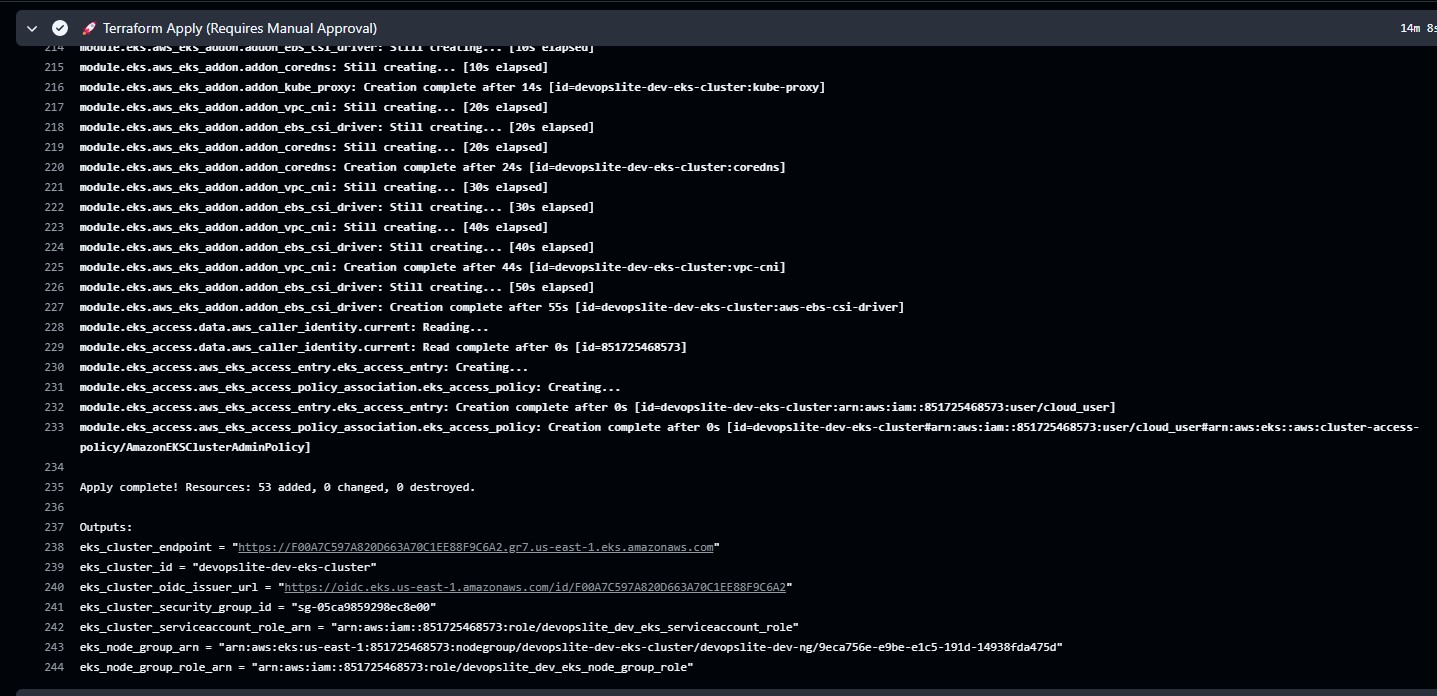 🚀 Terraform Apply (Requires Manual Approval) 14m 8s
214 module.eks.aws_eks_addon.addon_ebs_csi_driver: Still creating... [10s elapsed]
215 module.eks.aws_eks_addon.addon_coredns: Still creating... [10s elapsed]
216 module.eks.aws_eks_addon.addon_kube_proxy: Creation complete after 14s [id=devopslite-dev-eks-cluster:kube-proxy]
217 module.eks.aws_eks_addon.addon_vpc_cni: Still creating... [20s elapsed]
218 module.eks.aws_eks_addon.addon_ebs_csi_driver: Still creating... [20s elapsed]
219 module.eks.aws_eks_addon.addon_coredns: Still creating... [20s elapsed]
220 module.eks.aws_eks_addon.addon_coredns: Creation complete after 24s [id=devopslite-dev-eks-cluster:coredns]
221 module.eks.aws_eks_addon.addon_vpc_cni: Still creating... [30s elapsed]
222 module.eks.aws_eks_addon.addon_ebs_csi_driver: Still creating... [30s elapsed]
223 module.eks.aws_eks_addon.addon_vpc_cni: Still creating... [40s elapsed]
224 module.eks.aws_eks_addon.addon_ebs_csi_driver: Still creating... [40s elapsed]
225 module.eks.aws_eks_addon.addon_vpc_cni: Creation complete after 44s [id=devopslite-dev-eks-cluster:vpc-cni]
226 module.eks.aws_eks_addon.addon_ebs_csi_driver: Still creating... [50s elapsed]
227 module.eks.aws_eks_addon.addon_ebs_csi_driver: Creation complete after 55s [id=devopslite-dev-eks-cluster:aws-ebs-csi-driver]
228 module.eks_access.data.aws_caller_identity.current: Reading...
229 module.eks_access.data.aws_caller_identity.current: Read complete after 0s [id=851725468573]
230 module.eks_access.aws_eks_access_entry.eks_access_entry: Creating...
231 module.eks_access.aws_eks_access_policy_association.eks_access_policy: Creating...
232 module.eks_access.aws_eks_access_entry.eks_access_entry: Creation complete after 0s [id=devopslite-dev-eks-cluster:arn:aws:iam::851725468573:user/cloud_user]
233 module.eks_access.aws_eks_access_policy_association.eks_access_policy: Creation complete after 0s [id=devopslite-dev-eks-cluster#arn:aws:iam::851725468573:user/cloud_user#arn:aws:eks::aws:cluster-access-
policy/AmazonEKSClusterAdminPolicy]
234
235 Apply complete! Resources: 53 added, 0 changed, 0 destroyed.
236
237 Outputs:
238 eks_cluster_endpoint = "https://F00A7C597A820D663A70C1EE88F9C6A2.gr7.us-east-1.eks.amazonaws.com"
239 eks_cluster_id = "devopslite-dev-eks-cluster"
240 eks_cluster_oidc_issuer_url = "https://oidc.eks.us-east-1.amazonaws.com/id/F00A7C597A820D663A70C1EE88F9C6A2"
241 eks_cluster_security_group_id = "sg-05ca9859298ec8e00"
242 eks_cluster_serviceaccount_role_arn = "arn:aws:iam::851725468573:role/devopslite_dev_eks_serviceaccount_role"
243 eks_node_group_arn = "arn:aws:eks:us-east-1:851725468573:nodegroup/devopslite-dev-eks-cluster/devopslite-dev-ng/9eca756e-e9be-e1c5-191d-14938fda475d"
244 eks_node_group_role_arn = "arn:aws:iam::851725468573:role/devopslite_dev_eks_node_group_role"